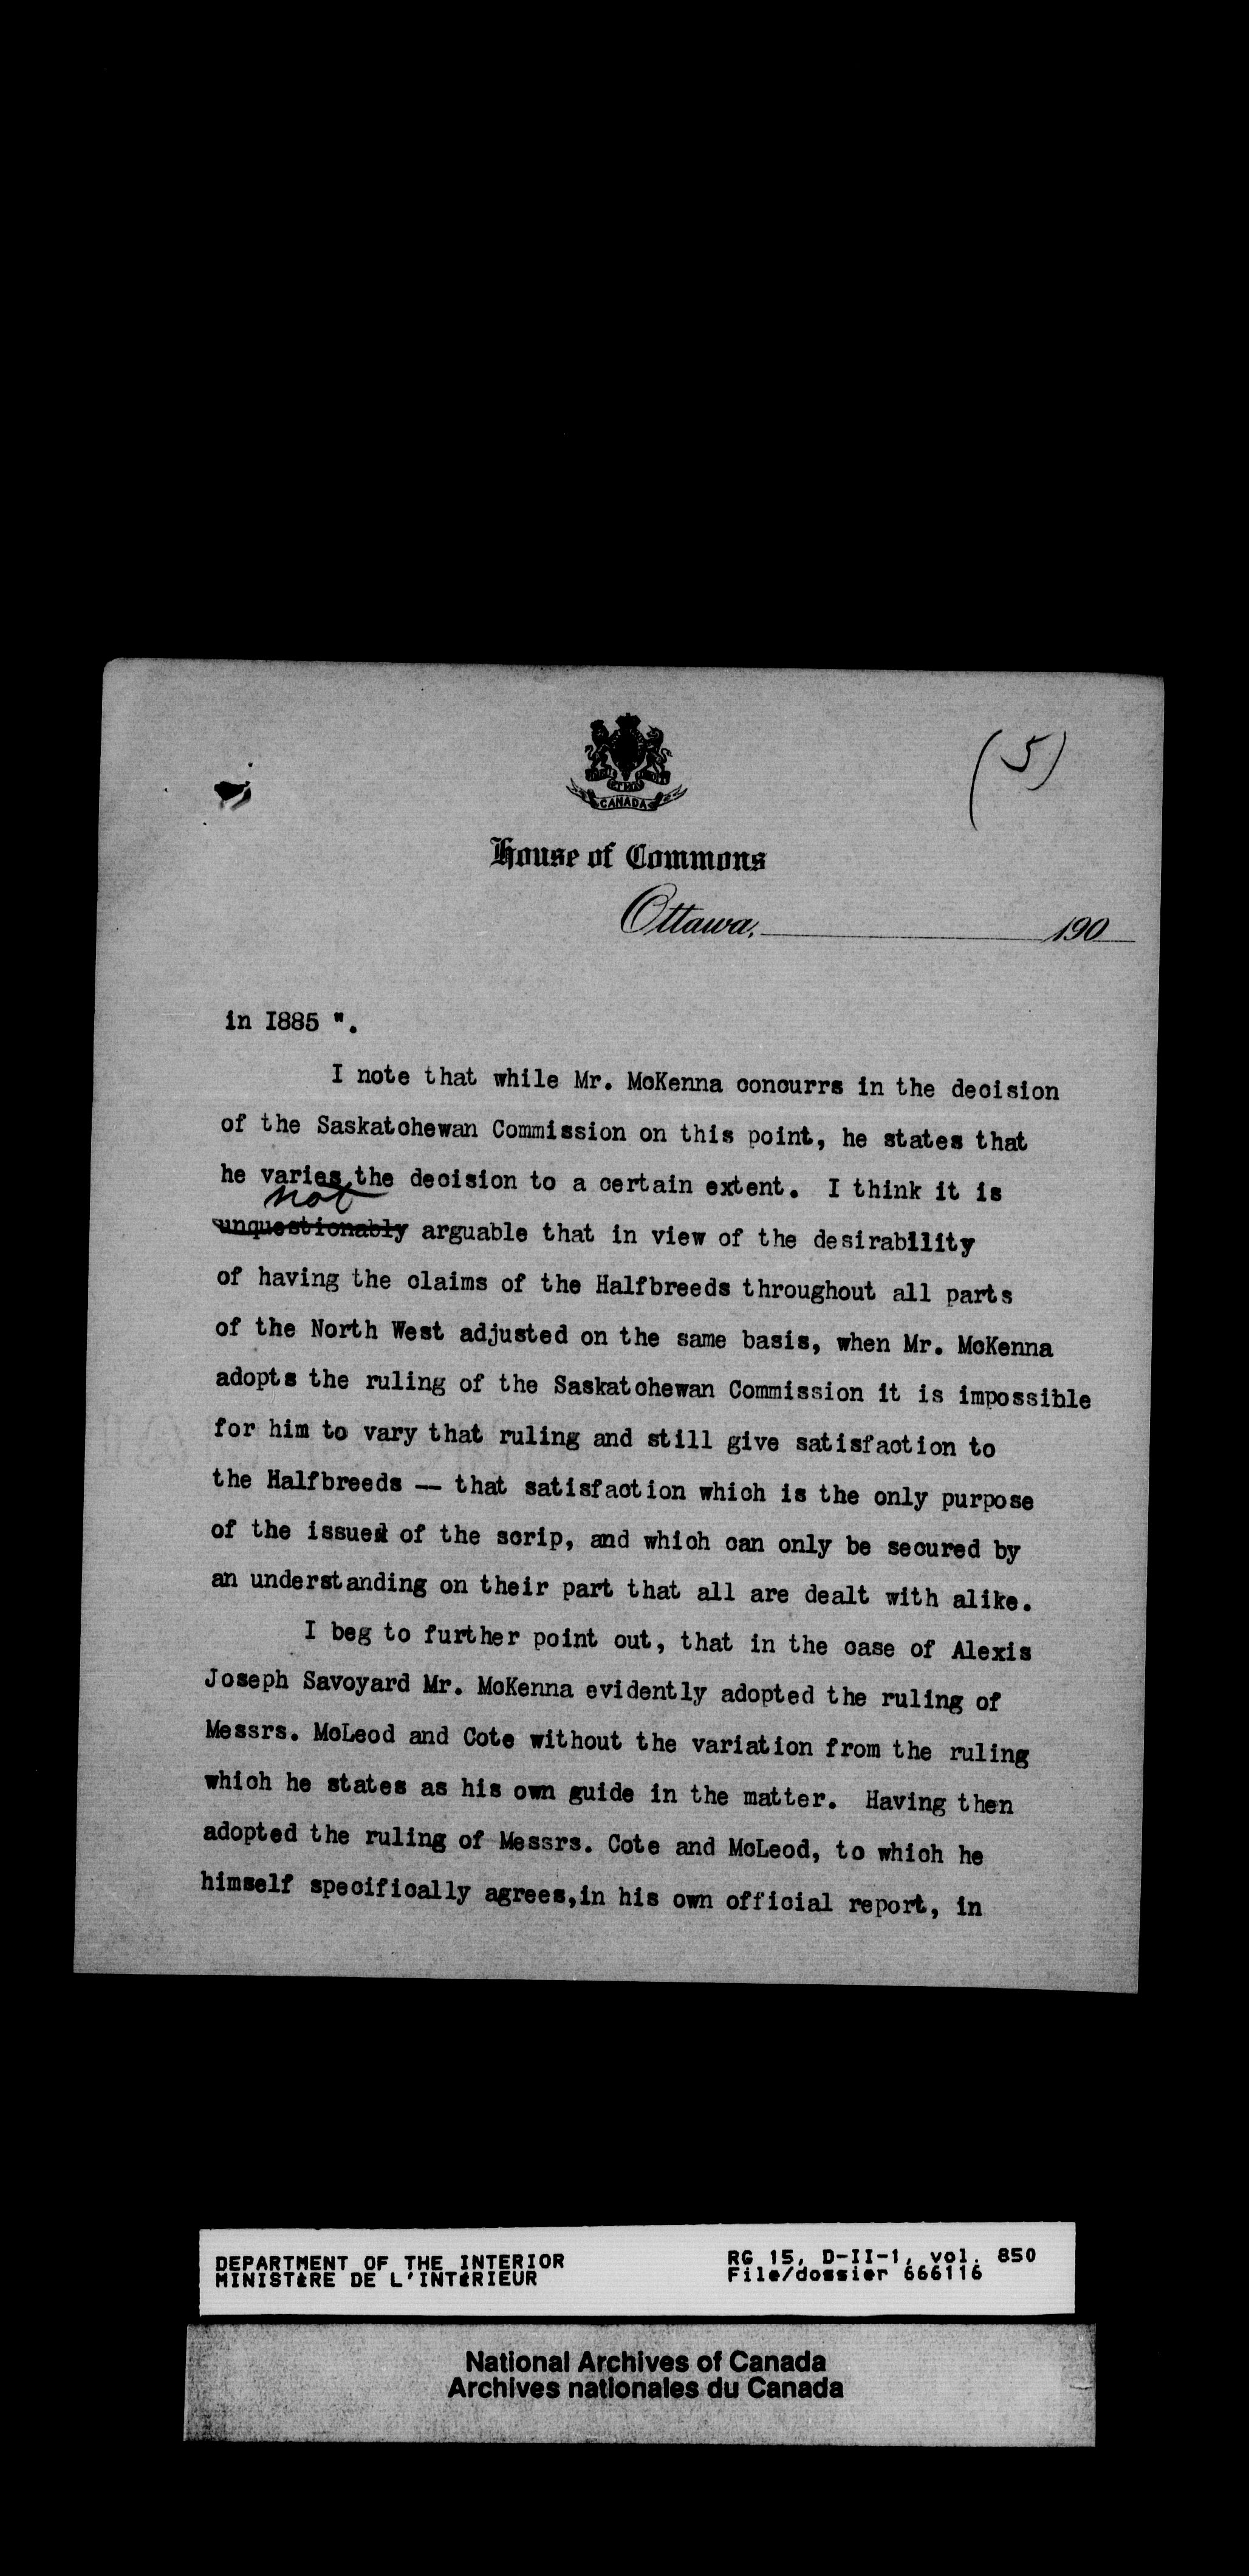 CANADA
(5)
House of Commons
Ottawa, 190
in I885 ".
I note that while Mr. McKenna concurrs in the decision
of the Saskatchewan Commission on this point, he states that
he varies the decision to a certain extent. I think it is
not
unquestionably arguable that in view of the desirability
of having the claims of the Halfbreeds throughout all parts
of the North West adjusted on the same basis, when Mr. McKenna
adopts the ruling of the Saskatchewan Commission it is impossible
for him to vary that ruling and still give satisfaction to
the Halfbreeds — that satisfaction which is the only purpose
of the issue of the scrip, and which can only be secured by
an understanding on their part that all are dealt with alike.
I beg to further point out, that in the case of Alexis
Joseph Savoyard Mr. McKenna evidently adopted the ruling of
Messrs. McLeod and Cote without the variation from the ruling
which he states as his own guide in the matter. Having then
adopted the ruling of Messrs. Cote and McLeod, to which he
himself specifically agrees,in his own official report, in
DEPARTMENT OF THE INTERIOR
MINISTÈRE DE L'INTÉRIEUR
RG 15, D-II-1, vol. 850
File/dossier 666116
National Archives of Canada
Archives nationales du Canada